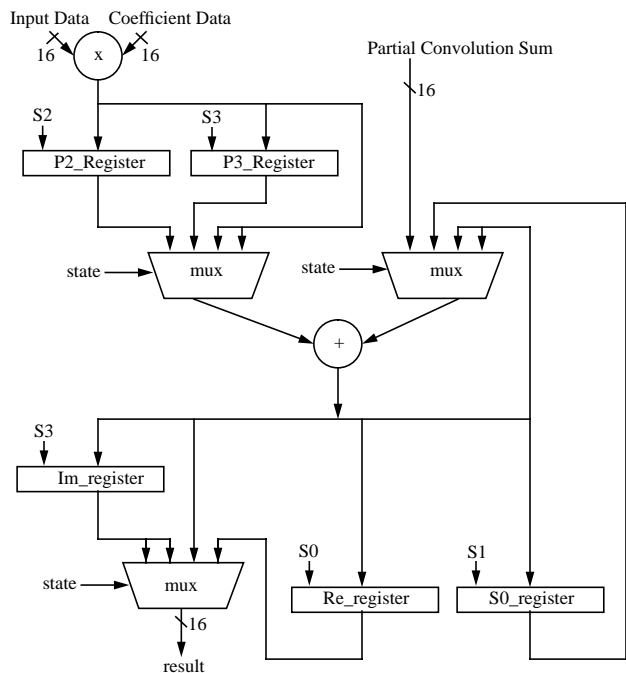 Input Data
Coefficient Data
16
x
16
Partial Convolution Sum
16
S2
S3
P2_Register
P3_Register
state
mux
state
mux
+
S3
Im_register
S0
S1
state
mux
Re_register
S0_register
16
result